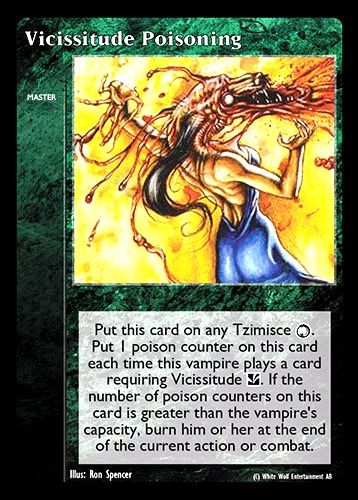 Vicissitude Poisoning
MASTER
Put this card on any Tzimisce .
Put 1 poison counter on this card
each time this vampire plays a card
requiring Vicissitude . If the
number of poison counters on this
card is greater than the vampire's
capacity, burn him or her at the end
of the current action or combat.
Illus: Ron Spencer
(C) White Wolf Entertainment AB